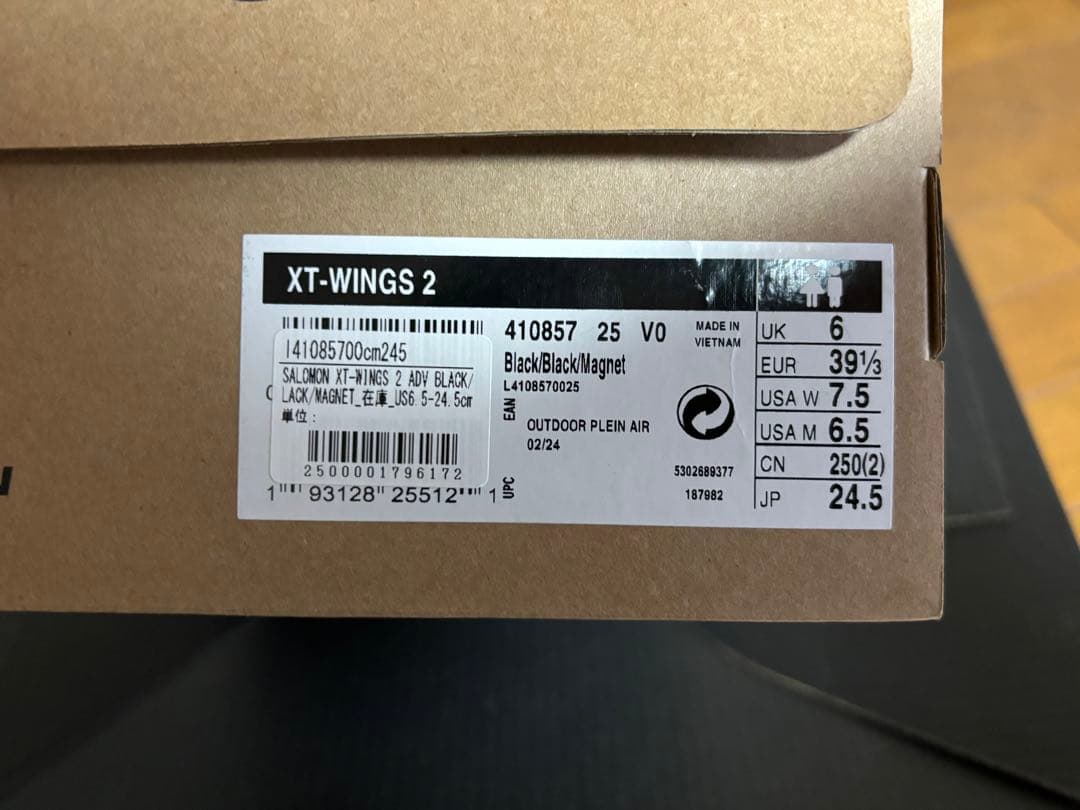 XT-WINGS 2
I41085700cm245
SALOMON XT-WINGS 2 ADV BLACK/
LACK/MAGNET_在庫_US6.5-24.5cm
単位：
2500001796172
1 93128 25512 1
410857 25 V0
Black/Black/Magnet
L4108570025
EAN
OUTDOOR PLEIN AIR
02/24
UPC
MADE IN
VIETNAM
5302689377
187982
UK 6
EUR 39⅓
USA W 7.5
USA M 6.5
CN 250(2)
JP 24.5